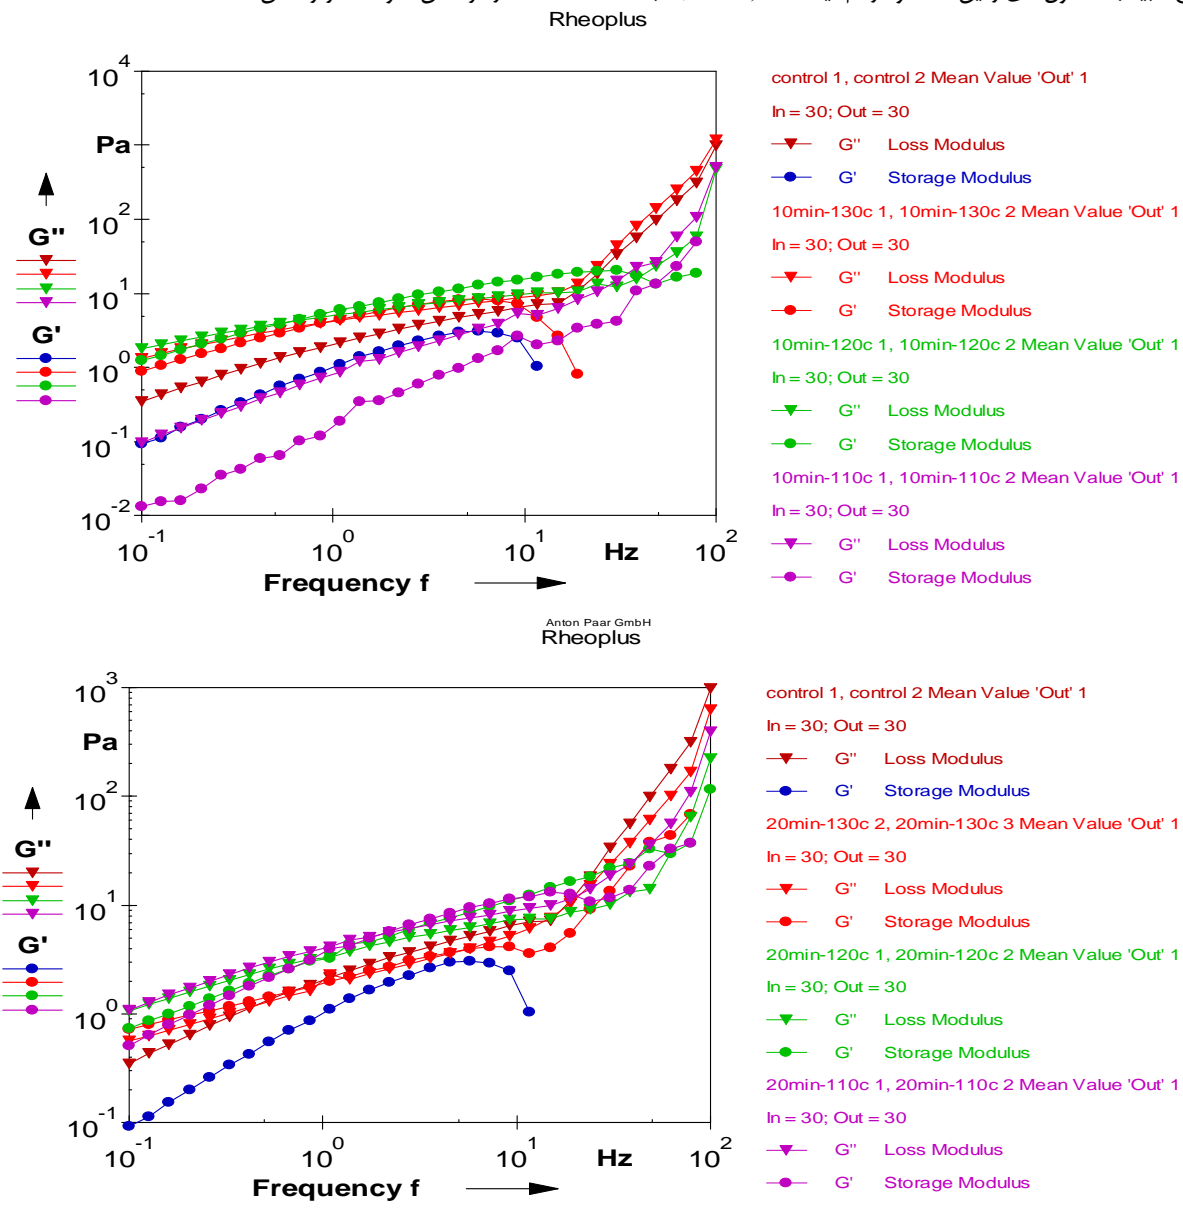 Rheoplus
10^4
Pa
10^2
10^1
0
10
10^-1
10^-2
G''
G'
10^-1
10^0
10^1
Hz
10^2
Frequency f
control 1, control 2 Mean Value 'Out' 1
In = 30; Out = 30
G'' Loss Modulus
G' Storage Modulus
10min-130c 1, 10min-130c 2 Mean Value 'Out' 1
In = 30; Out = 30
G'' Loss Modulus
G' Storage Modulus
10min-120c 1, 10min-120c 2 Mean Value 'Out' 1
In = 30; Out = 30
G'' Loss Modulus
G' Storage Modulus
10min-110c 1, 10min-110c 2 Mean Value 'Out' 1
In = 30; Out = 30
G'' Loss Modulus
G' Storage Modulus
Anton Paar GmbH
Rheoplus
10^3
Pa
10^2
10^1
10^0
10^-1
G''
G'
10^-1
10^0
10^1
Hz
10^2
Frequency f
control 1, control 2 Mean Value 'Out' 1
In = 30; Out = 30
G'' Loss Modulus
G' Storage Modulus
20min-130c 2, 20min-130c 3 Mean Value 'Out' 1
In = 30; Out = 30
G'' Loss Modulus
G' Storage Modulus
20min-120c 1, 20min-120c 2 Mean Value 'Out' 1
In = 30; Out = 30
G'' Loss Modulus
G' Storage Modulus
20min-110c 1, 20min-110c 2 Mean Value 'Out' 1
In = 30; Out = 30
G'' Loss Modulus
G' Storage Modulus